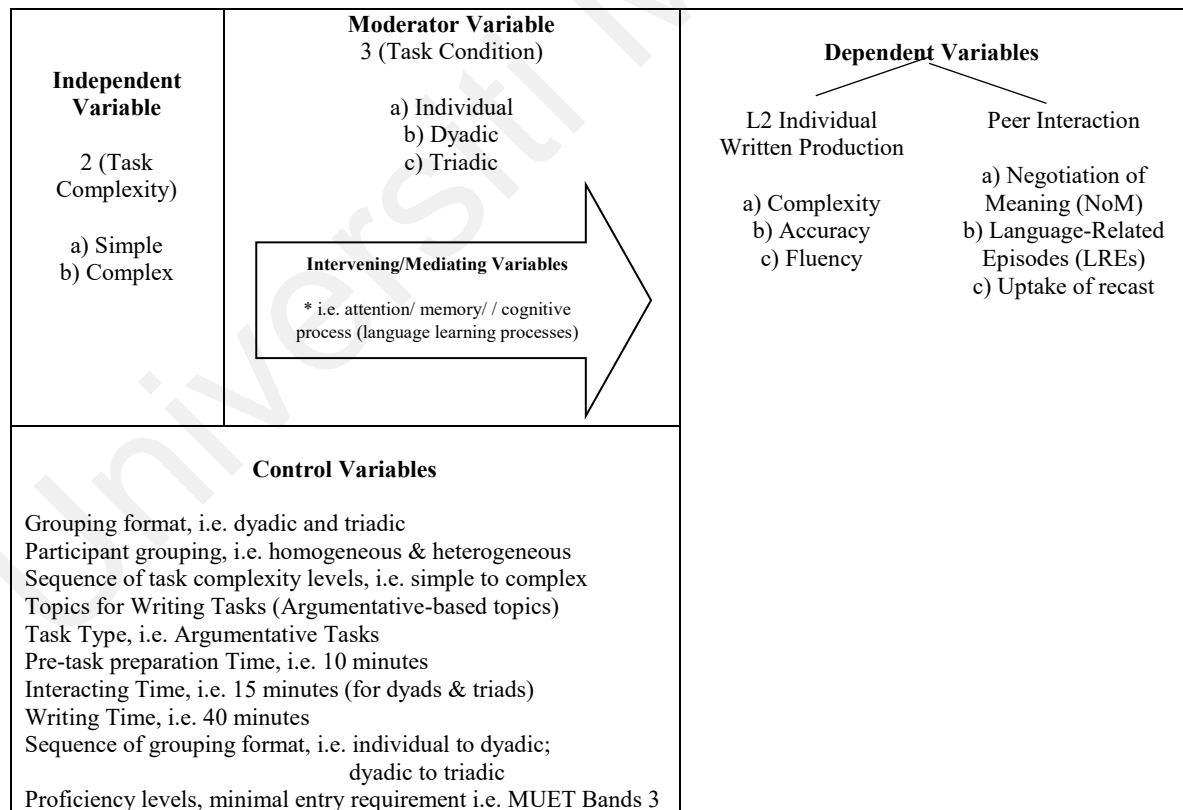 Independent
Variable
2 (Task
Complexity)
a) Simple
b) Complex
Moderator Variable
3 (Task Condition)
a) Individual
b) Dyadic
c) Triadic
Intervening/Mediating Variables
* i.e. attention/ memory/ / cognitive
process (language learning processes)
Dependent Variables
L2 Individual
Written Production
a) Complexity
b) Accuracy
c) Fluency
Peer Interaction
a) Negotiation of
Meaning (NoM)
b) Language-Related
Episodes (LREs)
c) Uptake of recast
Control Variables
Grouping format, i.e. dyadic and triadic
Participant grouping, i.e. homogeneous & heterogeneous
Sequence of task complexity levels, i.e. simple to complex
Topics for Writing Tasks (Argumentative-based topics)
Task Type, i.e. Argumentative Tasks
Pre-task preparation Time, i.e. 10 minutes
Interacting Time, i.e. 15 minutes (for dyads & triads)
Writing Time, i.e. 40 minutes
Sequence of grouping format, i.e. individual to dyadic;
dyadic to triadic
Proficiency levels, minimal entry requirement i.e. MUET Bands 3
Universiti